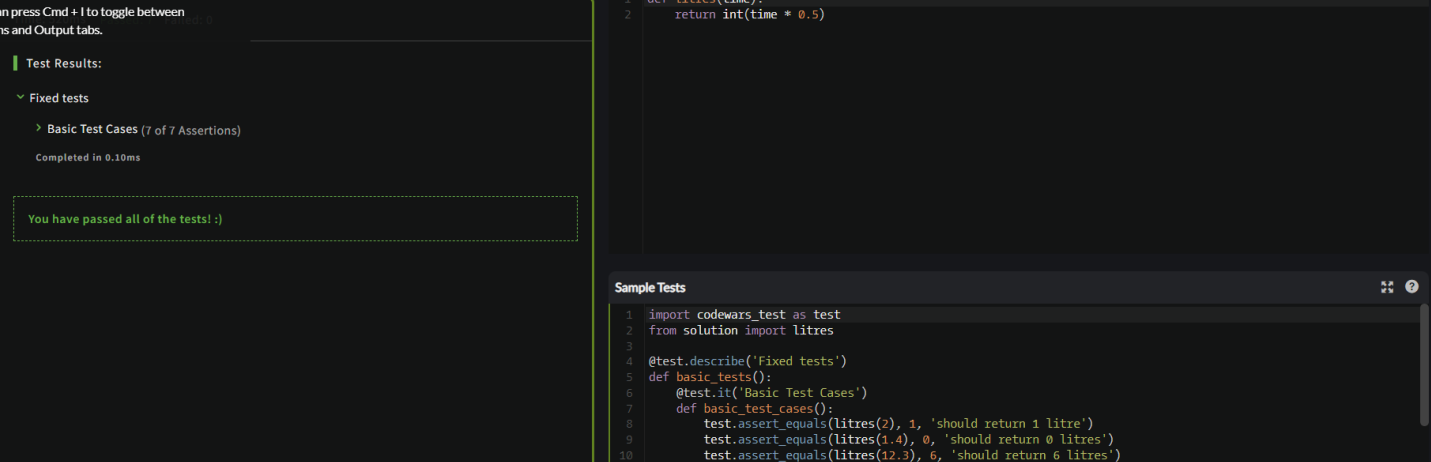 an press Cmd + I to toggle between
ns and Output tabs.
Test Results:
Fixed tests
Basic Test Cases (7 of 7 Assertions)
Completed in 0.10ms
You have passed all of the tests! :)
def litres(time):
2 return int(time * 0.5)
Sample Tests
1 import codewars_test as test
2 from solution import litres
3
4 @test.describe('Fixed tests')
5 def basic_tests():
6 @test.it('Basic Test Cases')
7 def basic_test_cases():
8 test.assert_equals(litres(2), 1, 'should return 1 litre')
9 test.assert_equals(litres(1.4), 0, 'should return 0 litres')
10 test.assert_equals(litres(12.3), 6, 'should return 6 litres')